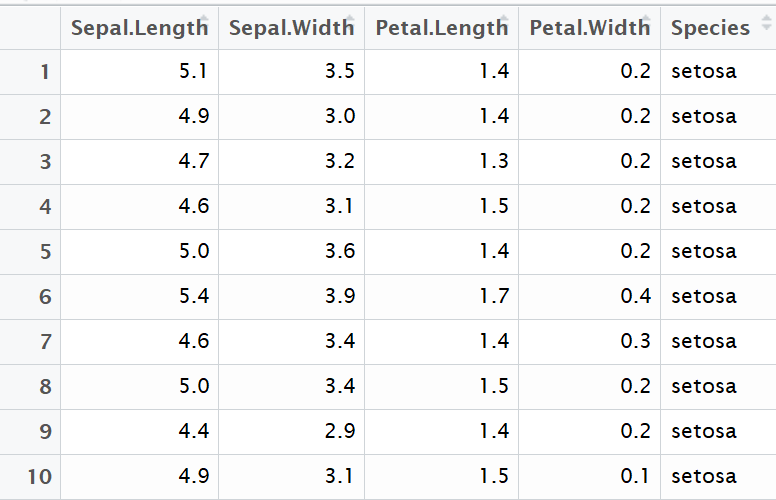 Sepal.Length Sepal.Width Petal.Length Petal.Width Species
1 5.1 3.5 1.4 0.2 setosa
2 4.9 3.0 1.4 0.2 setosa
3 4.7 3.2 1.3 0.2 setosa
4 4.6 3.1 1.5 0.2 setosa
5 5.0 3.6 1.4 0.2 setosa
6 5.4 3.9 1.7 0.4 setosa
7 4.6 3.4 1.4 0.3 setosa
8 5.0 3.4 1.5 0.2 setosa
9 4.4 2.9 1.4 0.2 setosa
10 4.9 3.1 1.5 0.1 setosa